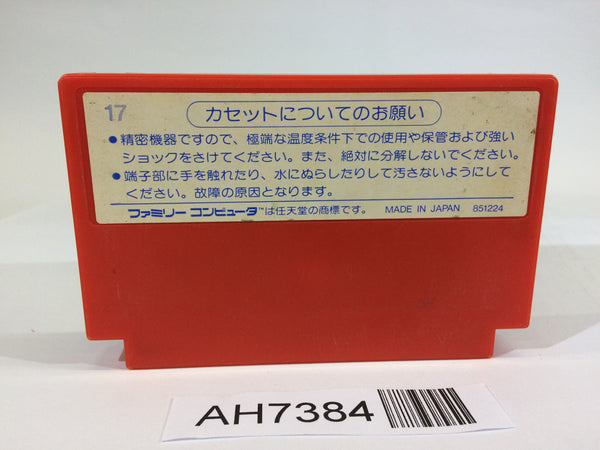 17
カセットについてのお願い
●精密機器ですので、極端な温度条件下での使用や保管および強い
ショックをさけてください。また、絶対に分解しないでください。
●端子部に手を触れたり、水にぬらしたりして汚さないようにして
ください。故障の原因となります。
ファミリー コンピュータ™は任天堂の商標です。 MADE IN JAPAN 851224
AH7384